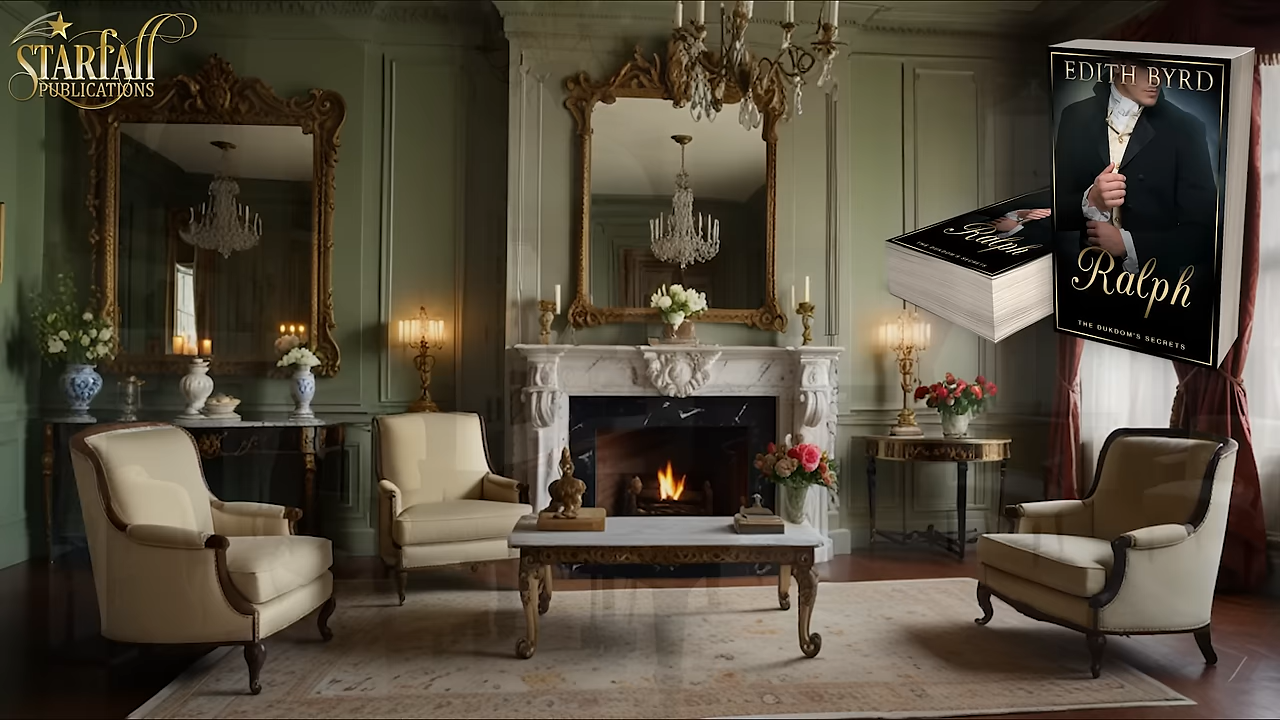 STARfall
PUBLICATIONS
EDITH BYRD
Ralph
THE DUKDOM'S SECRETS
Ralph
THE DUKDOM'S SECRETS